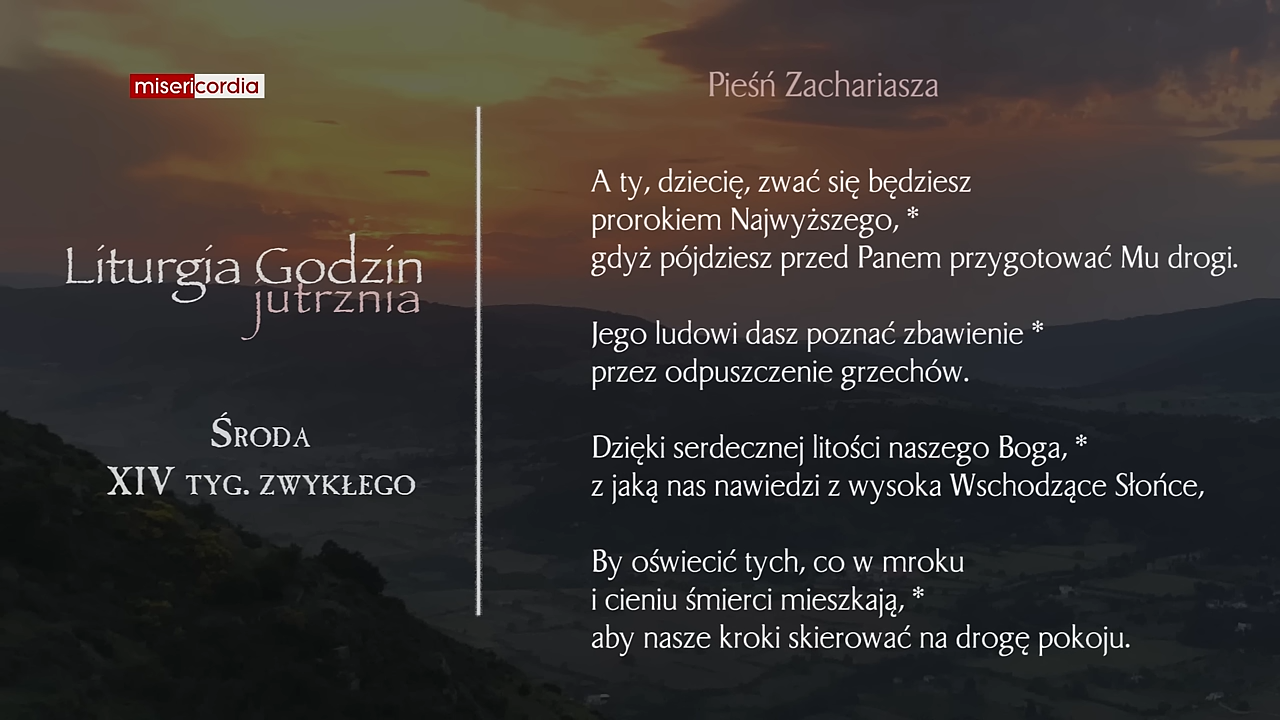 misericordia
Liturgia Godzin
jutrznia
Środa
XIV tyg. zwykłego
Pieśń Zachariasza
A ty, dziecię, zwać się będziesz
prorokiem Najwyższego, *
gdyż pójdziesz przed Panem przygotować Mu drogi.
Jego ludowi dasz poznać zbawienie *
przez odpuszczenie grzechów.
Dzięki serdecznej litości naszego Boga, *
z jaką nas nawiedzi z wysoka Wschodzące Słońce,
By oświecić tych, co w mroku
i cieniu śmierci mieszkają, *
aby nasze kroki skierować na drogę pokoju.